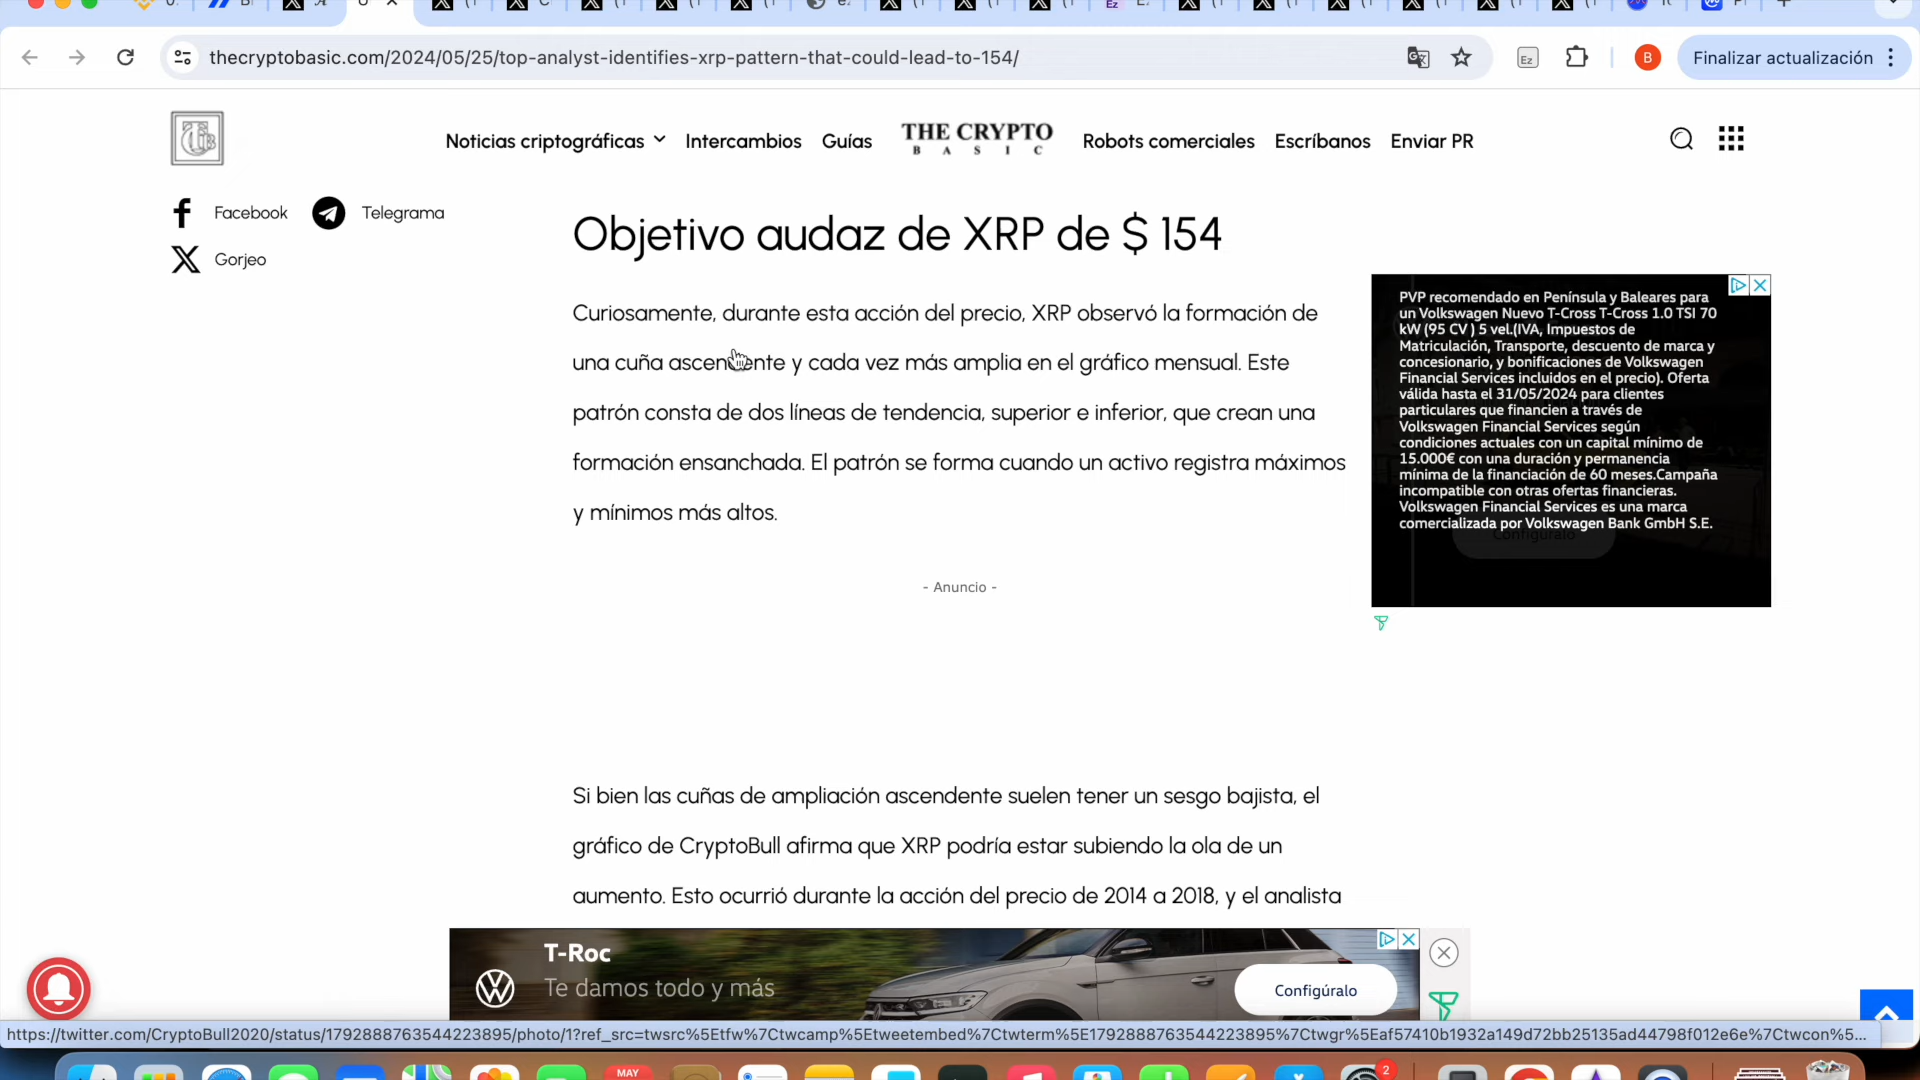 thecryptobasic.com/2024/05/25/top-analyst-identifies-xrp-pattern-that-could-lead-to-154/
Ez
B
Finalizar actualización
Noticias criptográficas
Intercambios
Guías
THE CRYPTO
BASIC
Robots comerciales
Escríbanos
Enviar PR
Facebook
Telegrama
Gorjeo
Objetivo audaz de XRP de $ 154
Curiosamente, durante esta acción del precio, XRP observó la formación de
una cuña ascendente y cada vez más amplia en el gráfico mensual. Este
patrón consta de dos líneas de tendencia, superior e inferior, que crean una
formación ensanchada. El patrón se forma cuando un activo registra máximos
y mínimos más altos.
PVP recomendado en Península y Baleares para
un Volkswagen Nuevo T-Cross T-Cross 1.0 TSI 70
kW (95 CV ) 5 vel.(IVA, Impuestos de
Matriculación, Transporte, descuento de marca y
concesionario, y bonificaciones de Volkswagen
Financial Services incluidos en el precio). Oferta
válida hasta el 31/05/2024 para clientes
particulares que financien a través de
Volkswagen Financial Services según
condiciones actuales con un capital mínimo de
15.000€ con una duración y permanencia
mínima de la financiación de 60 meses.Campaña
incompatible con otras ofertas financieras.
Volkswagen Financial Services es una marca
comercializada por Volkswagen Bank GmbH S.E.
Configúralo
- Anuncio -
Si bien las cuñas de ampliación ascendente suelen tener un sesgo bajista, el
gráfico de CryptoBull afirma que XRP podría estar subiendo la ola de un
aumento. Esto ocurrió durante la acción del precio de 2014 a 2018, y el analista
T-Roc
Te damos todo y más
Configúralo
https://twitter.com/CryptoBull2020/status/1792888763544223895/photo/1?ref_src=twsrc%5Etfw%7Ctwcamp%5Etweetembed%7Ctwterm%5E1792888763544223895%7Ctwgr%5Eaf57410b1932a149d72bb25135ad44798f012e6e%7Ctwcon%5...
MAY
2